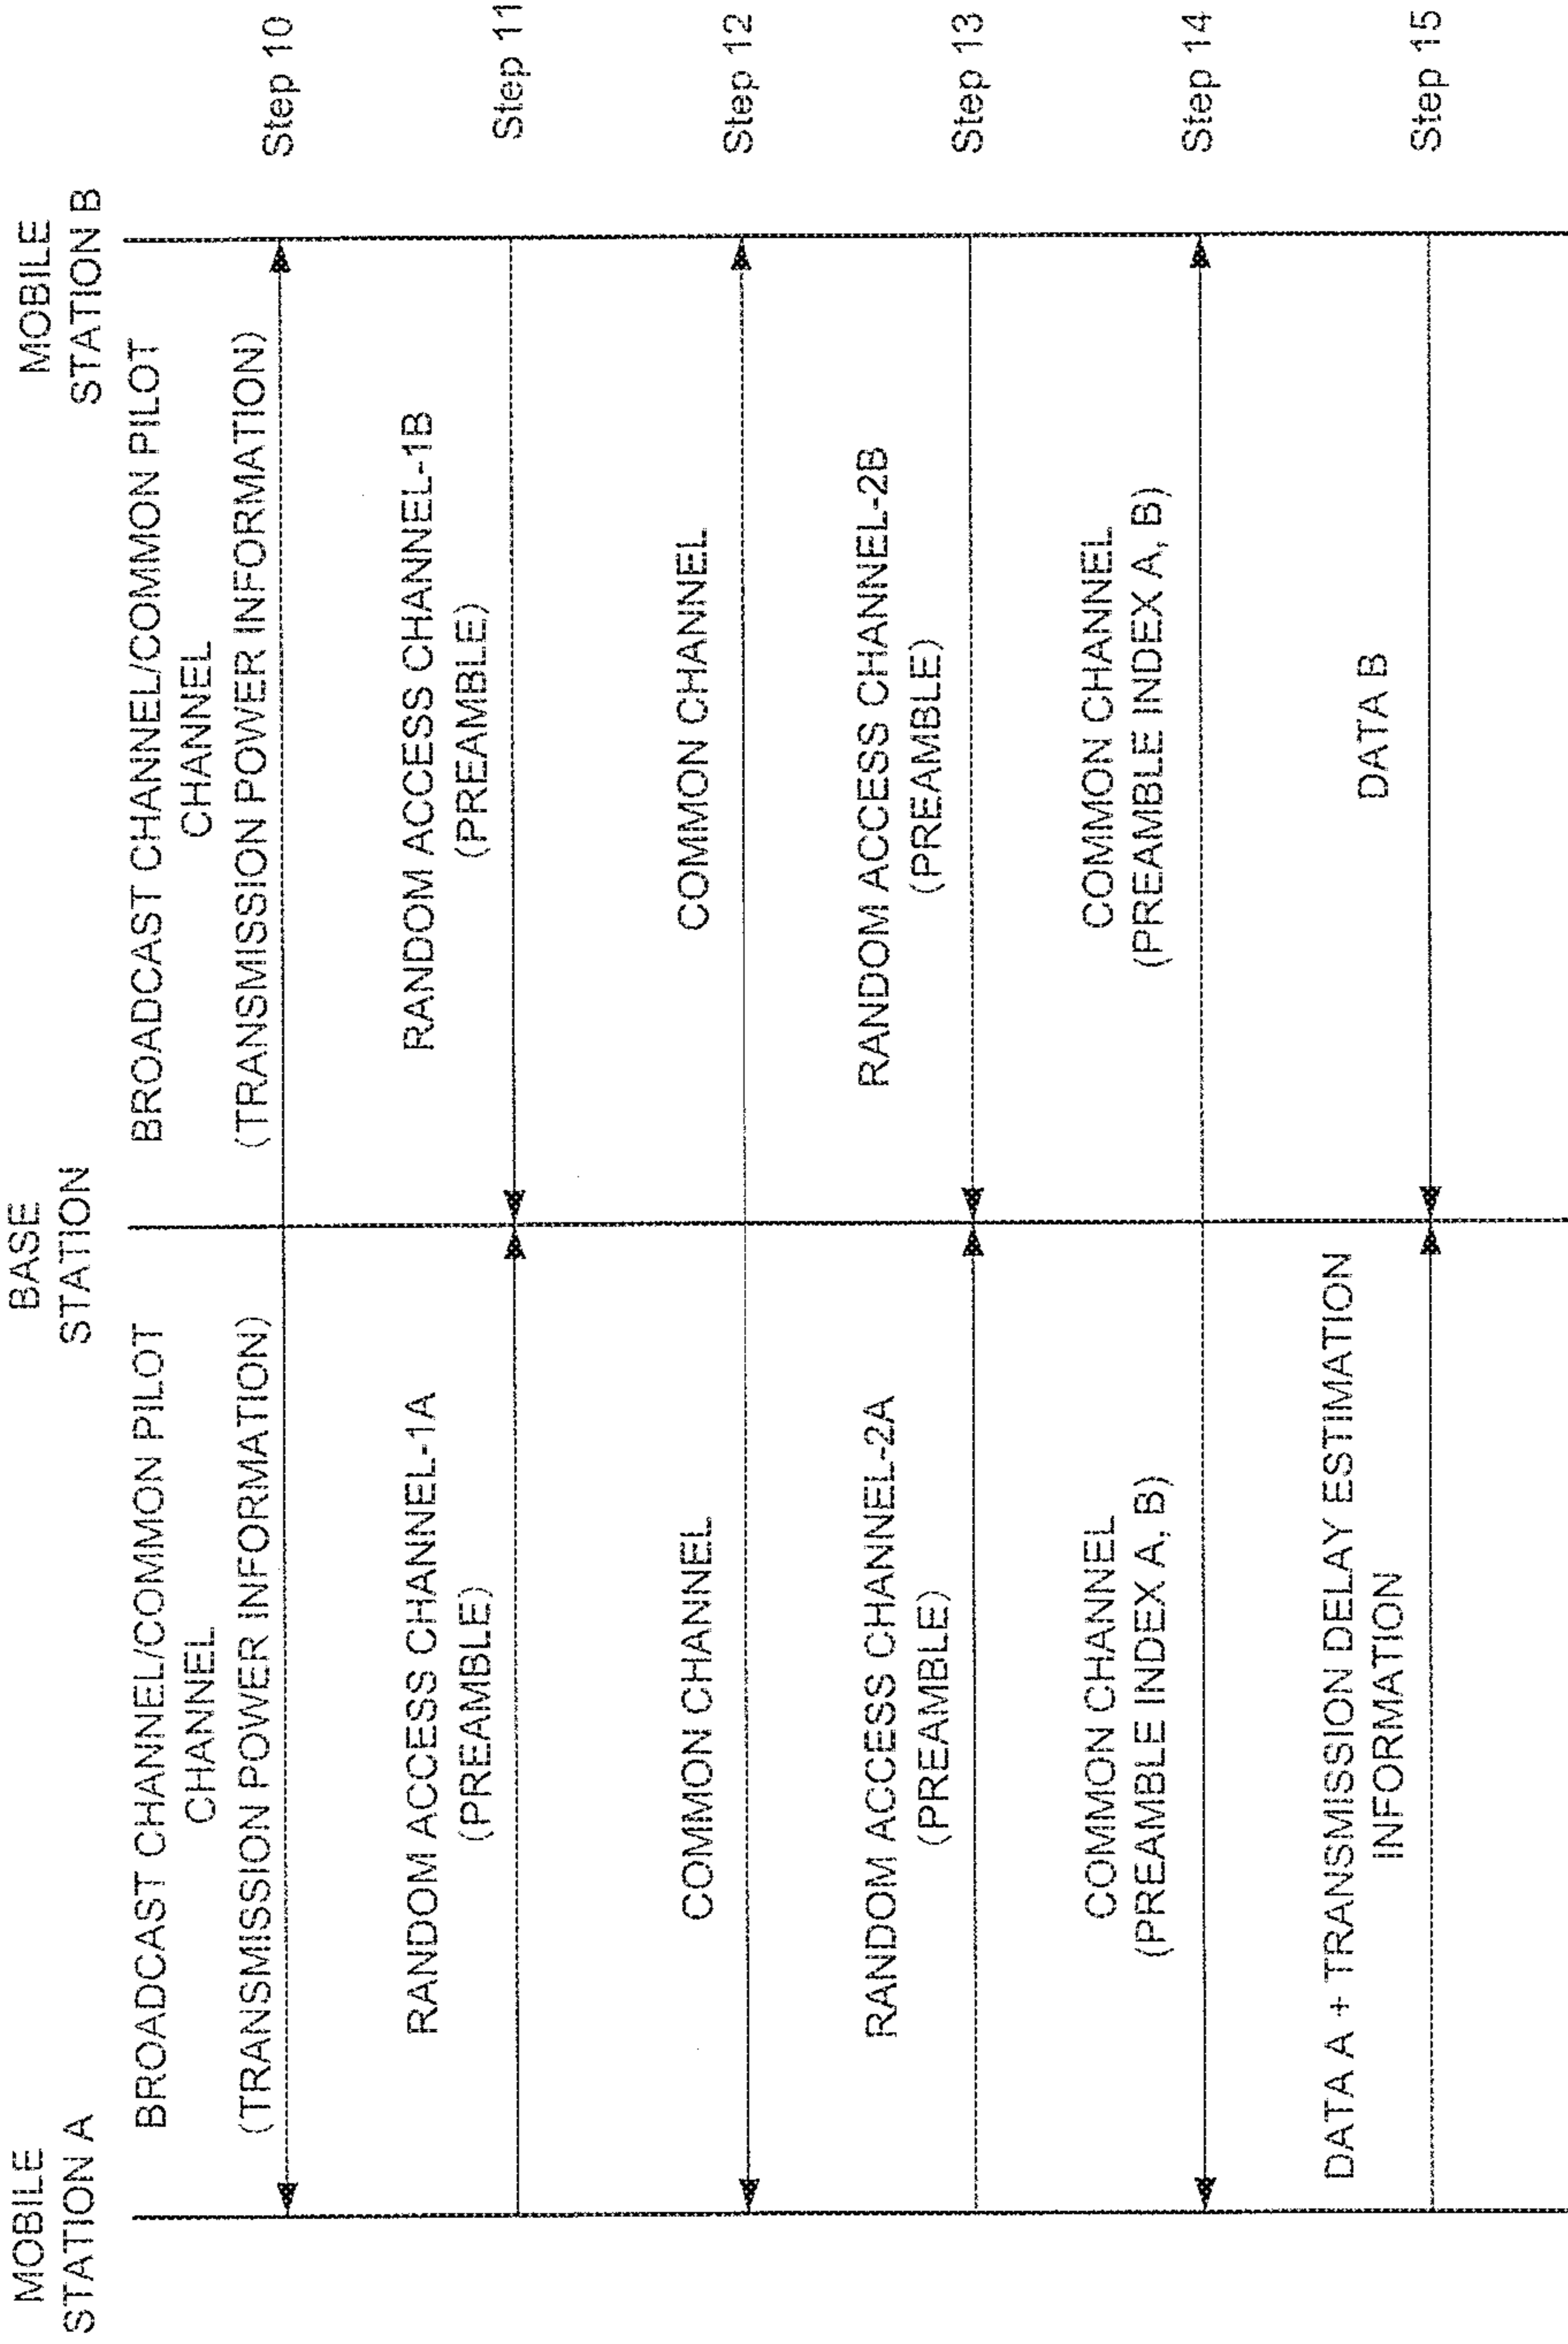 MOBILE
STATION A
BASE
STATION
MOBILE
STATION B
BROADCAST CHANNEL/COMMON PILOT
CHANNEL
(TRANSMISSION POWER INFORMATION)
BROADCAST CHANNEL/COMMON PILOT
CHANNEL
(TRANSMISSION POWER INFORMATION)
Step 10
RANDOM ACCESS CHANNEL-1A
(PREAMBLE)
RANDOM ACCESS CHANNEL-1B
(PREAMBLE)
Step 11
COMMON CHANNEL
COMMON CHANNEL
Step 12
RANDOM ACCESS CHANNEL-2A
(PREAMBLE)
RANDOM ACCESS CHANNEL-2B
(PREAMBLE)
Step 13
COMMON CHANNEL
(PREAMBLE INDEX A, B)
COMMON CHANNEL
(PREAMBLE INDEX A, B)
Step 14
DATA A + TRANSMISSION DELAY ESTIMATION
INFORMATION
DATA B
Step 15